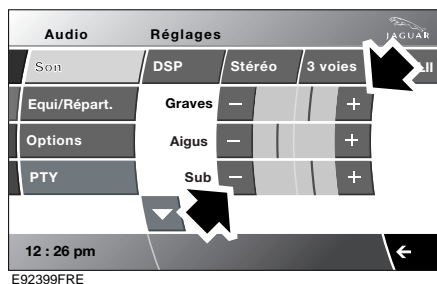 Audio Réglages JAGUAR
Son DSP Stéréo 3 voies II
Equi/Répart. Graves − +
Options Aigus − +
PTY Sub − +
12 : 26 pm
E92399FRE